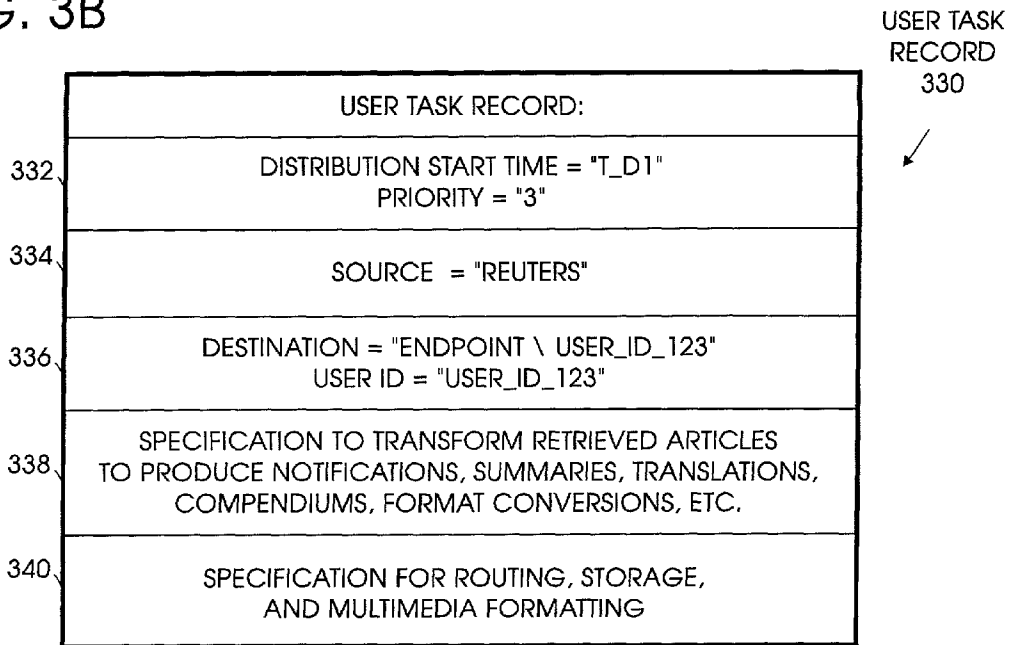 G. 3B
USER TASK
RECORD
330
USER TASK RECORD:
332
DISTRIBUTION START TIME = "T_D1"
PRIORITY = "3"
334
SOURCE = "REUTERS"
336
DESTINATION = "ENDPOINT \ USER_ID_123"
USER ID = "USER_ID_123"
338
SPECIFICATION TO TRANSFORM RETRIEVED ARTICLES
TO PRODUCE NOTIFICATIONS, SUMMARIES, TRANSLATIONS,
COMPENDIUMS, FORMAT CONVERSIONS, ETC.
340
SPECIFICATION FOR ROUTING, STORAGE,
AND MULTIMEDIA FORMATTING